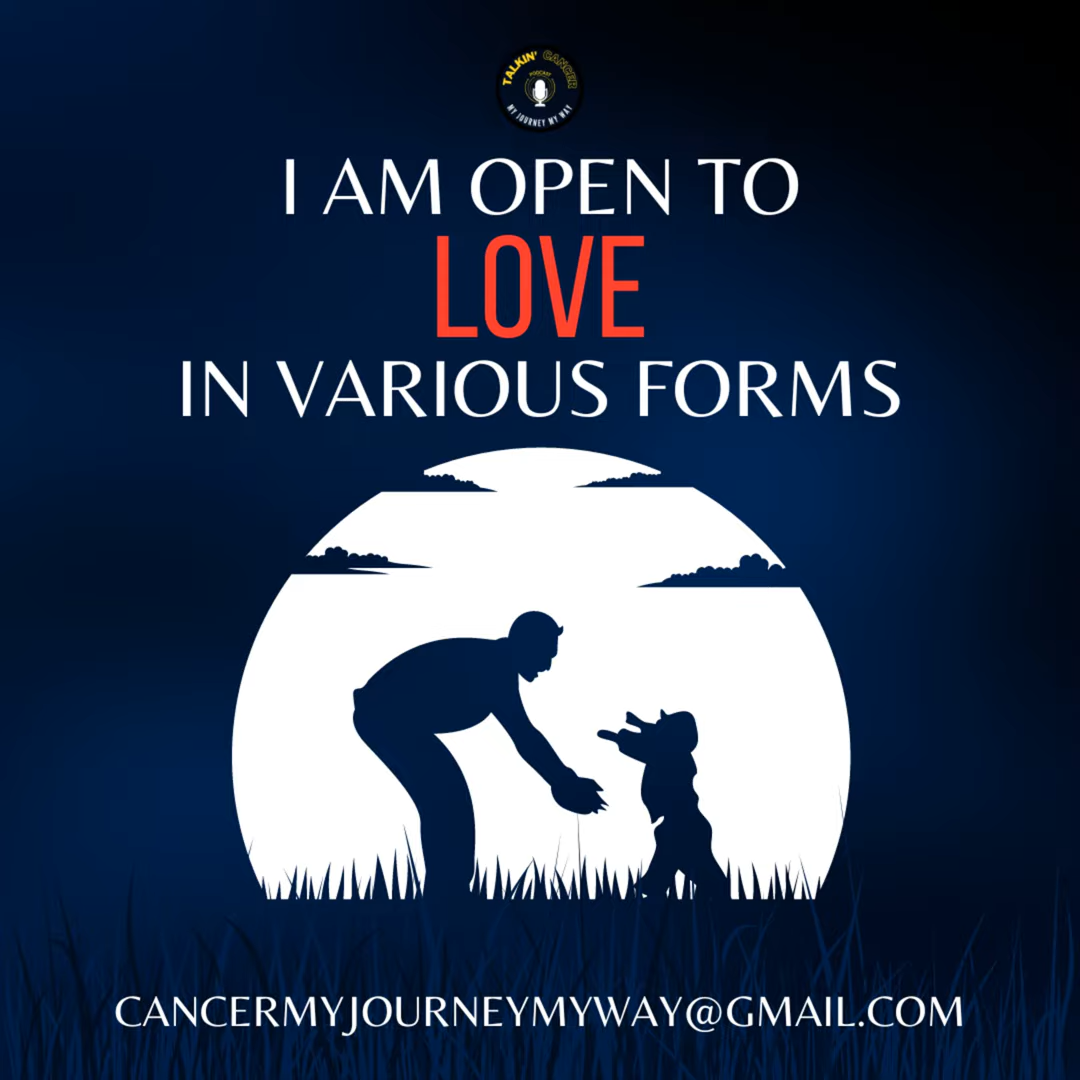 TALKIN' CANCER
PODCAST
MY JOURNEY MY WAY
I AM OPEN TO
LOVE
IN VARIOUS FORMS
CANCERMYJOURNEYMYWAY@GMAIL.COM